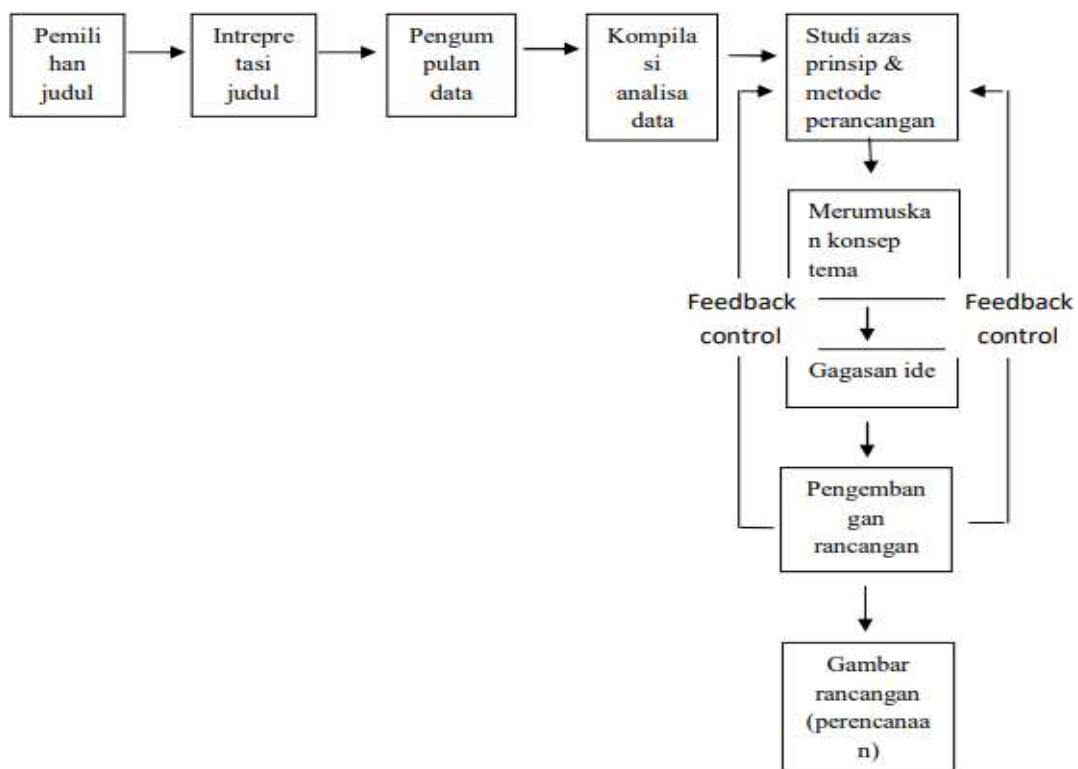 Pemili
han
judul
Intrepre
tasi
judul
Pengum
pulan
data
Kompila
si
analisa
data
Studi azas
prinsip &
metode
perancangan
Merumuska
n konsep
tema
Feedback
control
Feedback
control
Gagasan ide
Pengemban
gan
rancangan
Gambar
rancangan
(perencanaa
n)